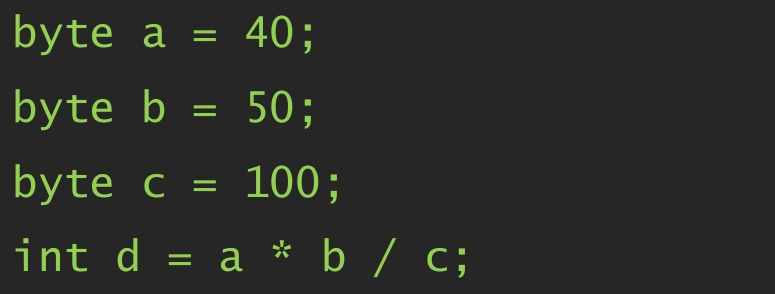 byte a = 40;
byte b = 50;
byte c = 100;
int d = a * b / c;